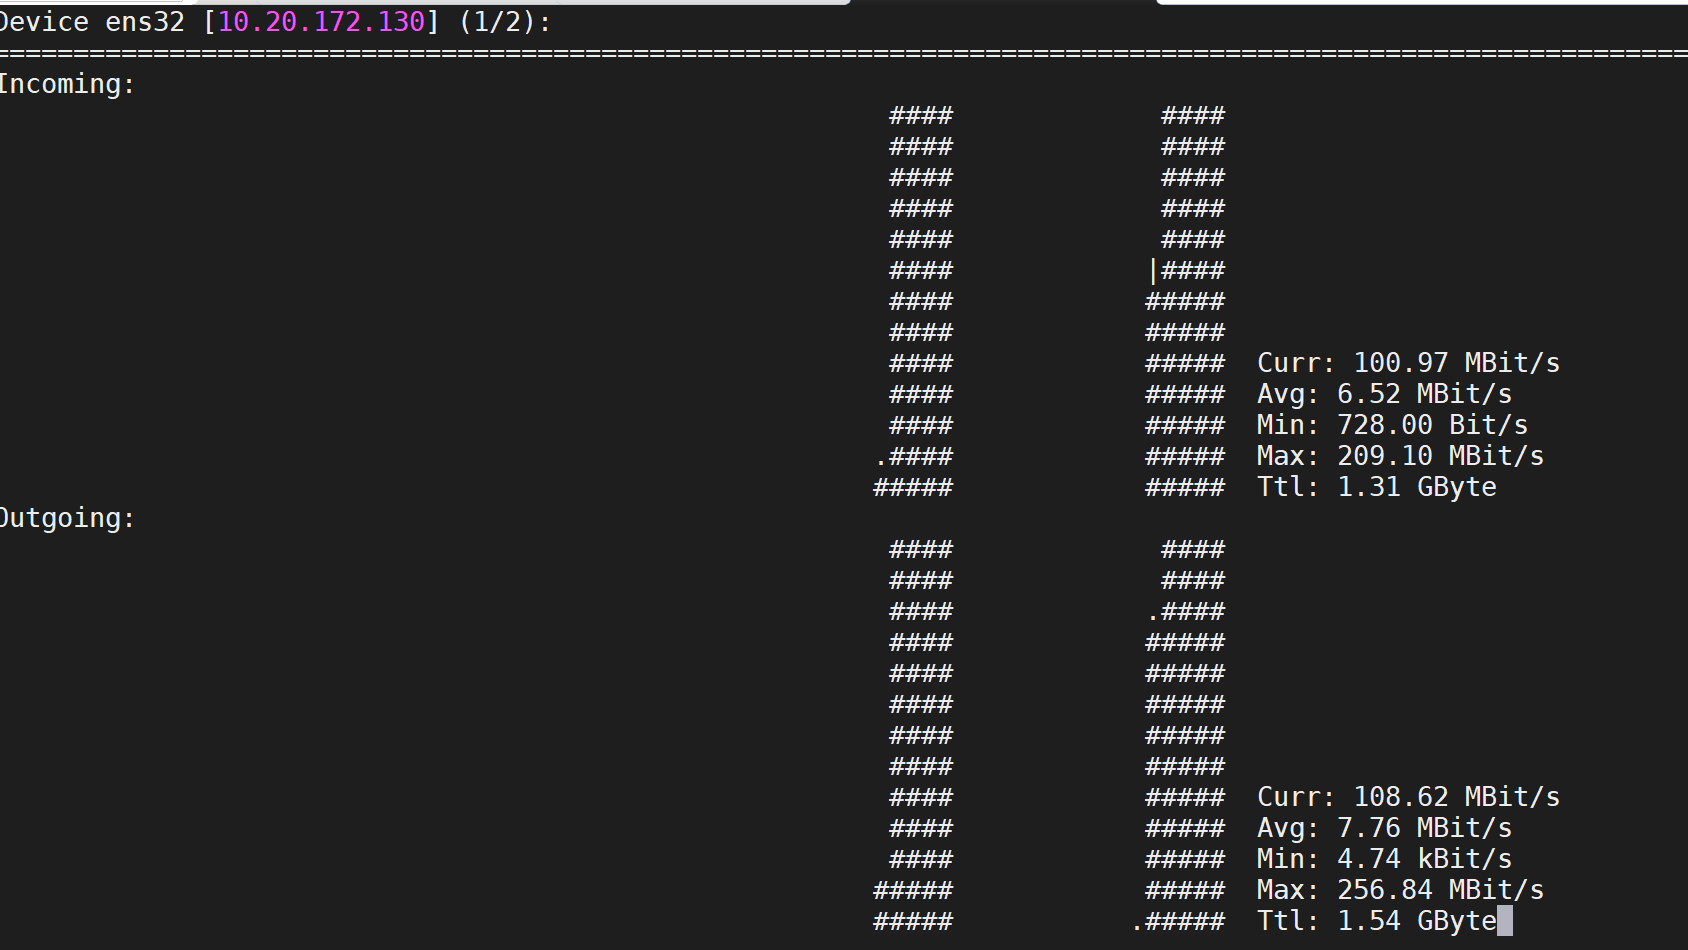 Device ens32 [10.20.172.130] (1/2):
==========================================================================================================
Incoming:
#### ####
#### ####
#### ####
#### ####
#### ####
#### |####
#### #####
#### #####
#### ##### Curr: 100.97 MBit/s
#### ##### Avg: 6.52 MBit/s
#### ##### Min: 728.00 Bit/s
.#### ##### Max: 209.10 MBit/s
##### ##### Ttl: 1.31 GByte
Outgoing:
#### ####
#### ####
#### .####
#### #####
#### #####
#### #####
#### #####
#### #####
#### ##### Curr: 108.62 MBit/s
#### ##### Avg: 7.76 MBit/s
#### ##### Min: 4.74 kBit/s
##### ##### Max: 256.84 MBit/s
##### .##### Ttl: 1.54 GByte